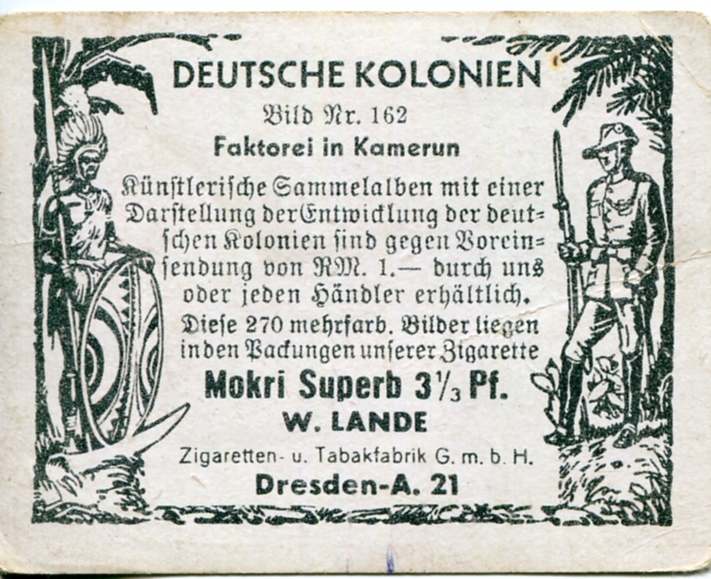 DEUTSCHE KOLONIEN
Bild Nr. 162
Faktorei in Kamerun
Künstlerische Sammelalben mit einer
Darstellung der Entwicklung der deut-
schen Kolonien sind gegen Vorein-
sendung von RM. 1.— durch uns
oder jeden Händler erhältlich.
Diese 270 mehrfarb. Bilder liegen
in den Packungen unserer Zigarette
Mokri Superb 3⅓ Pf.
W. LANDE
Zigaretten- u. Tabakfabrik G. m. b. H.
Dresden-A. 21